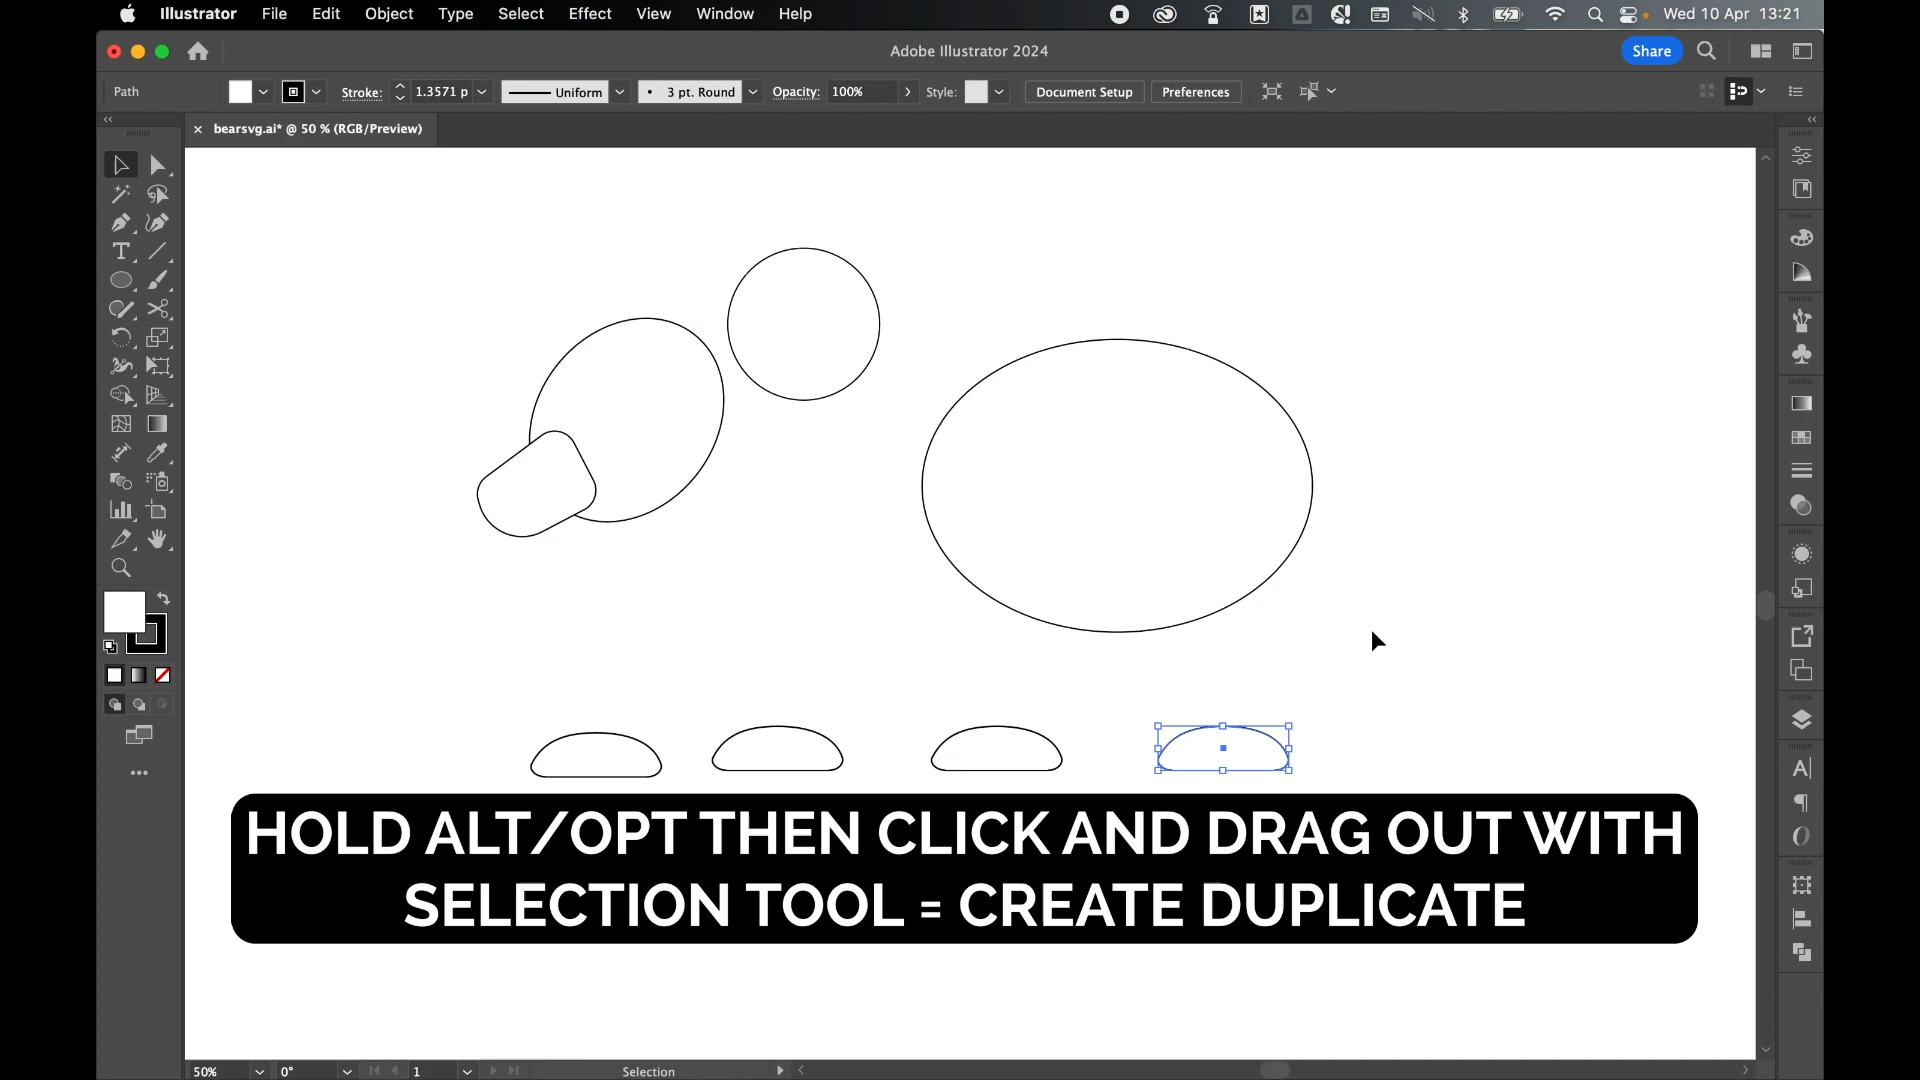 Illustrator File Edit Object Type Select Effect View Window Help Wed 10 Apr 13:21
Adobe Illustrator 2024 Share
Path Stroke: 1.3571 p Uniform 3 pt. Round Opacity: 100% Style: Document Setup Preferences
× bearsvg.ai* @ 50 % (RGB/Preview)
HOLD ALT/OPT THEN CLICK AND DRAG OUT WITH
SELECTION TOOL = CREATE DUPLICATE
50% 0° 1 Selection